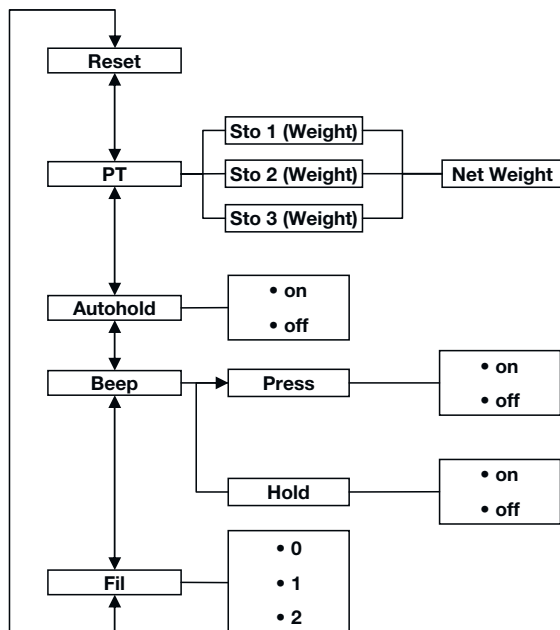 Reset
PT
Sto 1 (Weight)
Sto 2 (Weight)
Sto 3 (Weight)
Net Weight
Autohold
• on
• off
Beep
Press
• on
• off
Hold
• on
• off
Fil
• 0
• 1
• 2